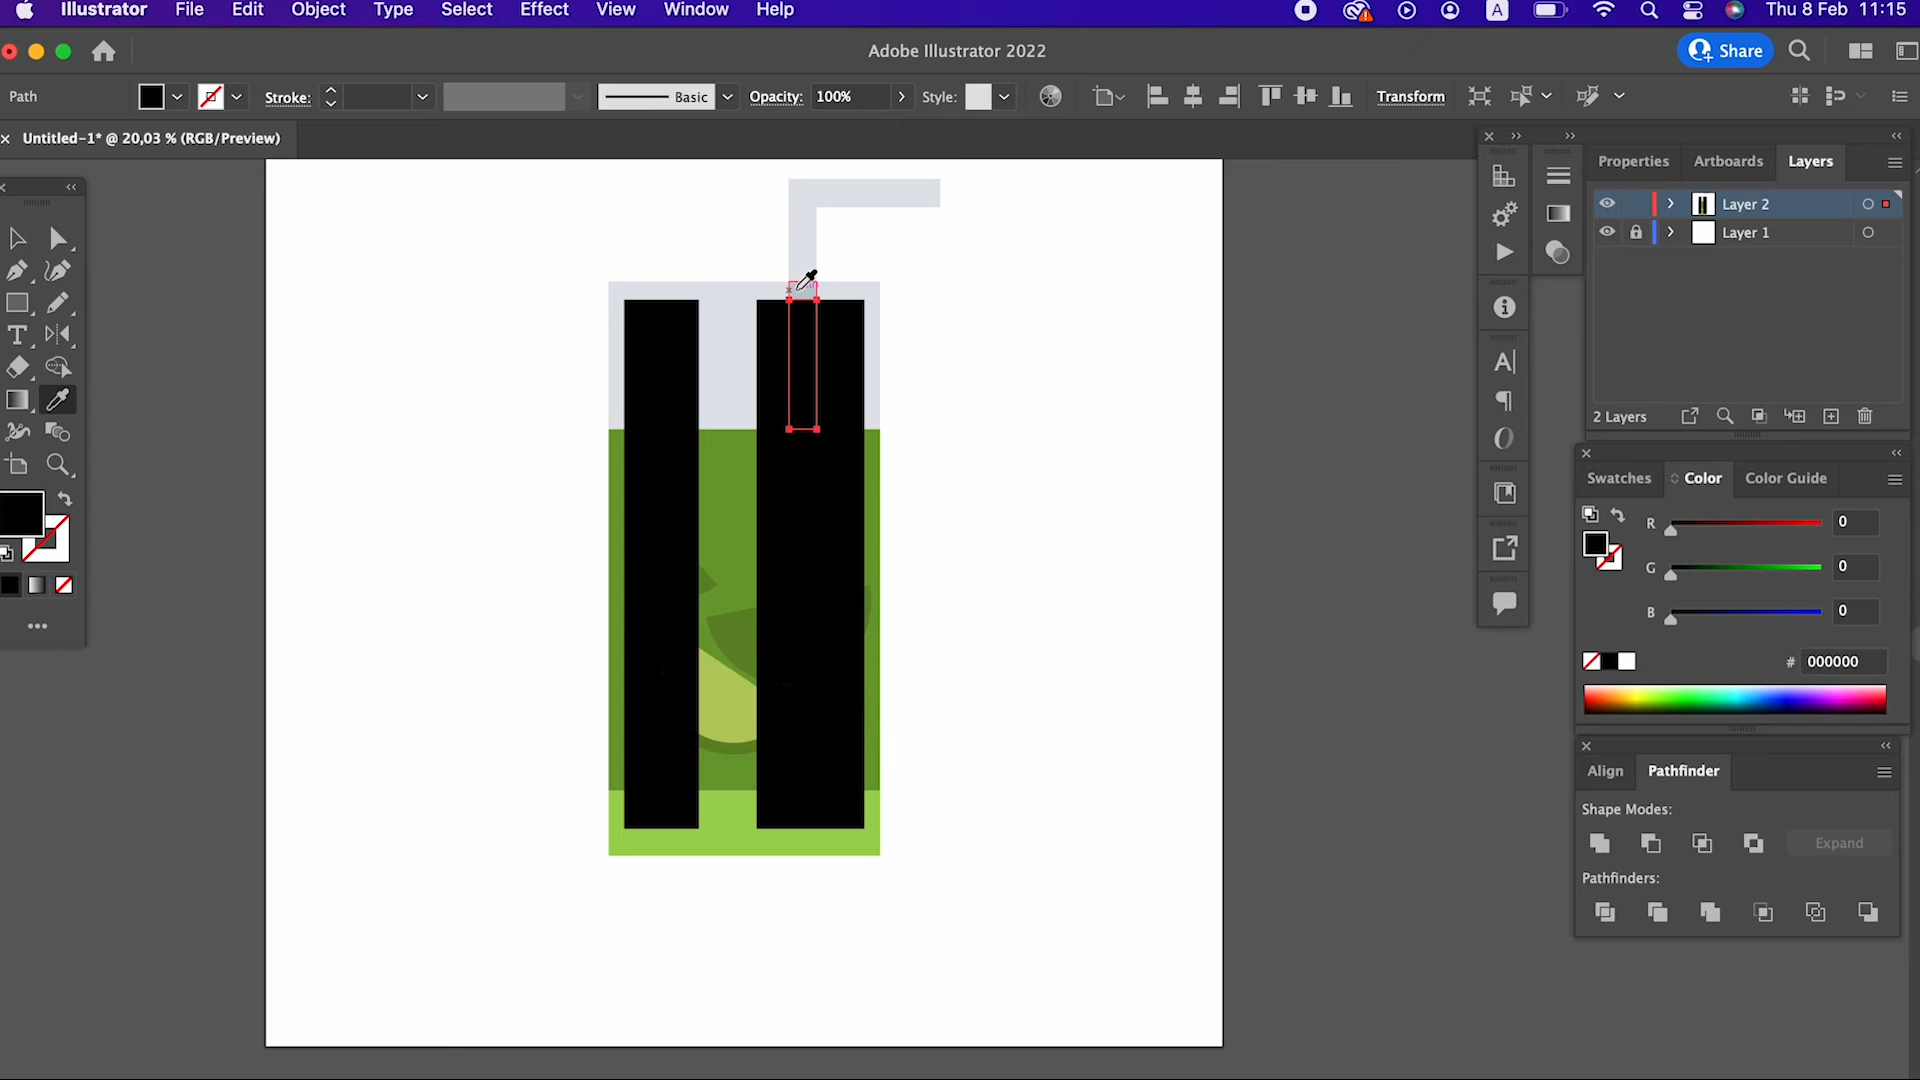 Illustrator File Edit Object Type Select Effect View Window Help A Thu 8 Feb 11:15
Adobe Illustrator 2022
Share
Path Stroke: Basic Opacity: 100% Style: Transform
Untitled-1* @ 20,03 % (RGB/Preview)
Properties Artboards Layers
Layer 2
Layer 1
2 Layers
Swatches Color Color Guide
R 0
G 0
B 0
# 000000
Align Pathfinder
Shape Modes:
Expand
Pathfinders: